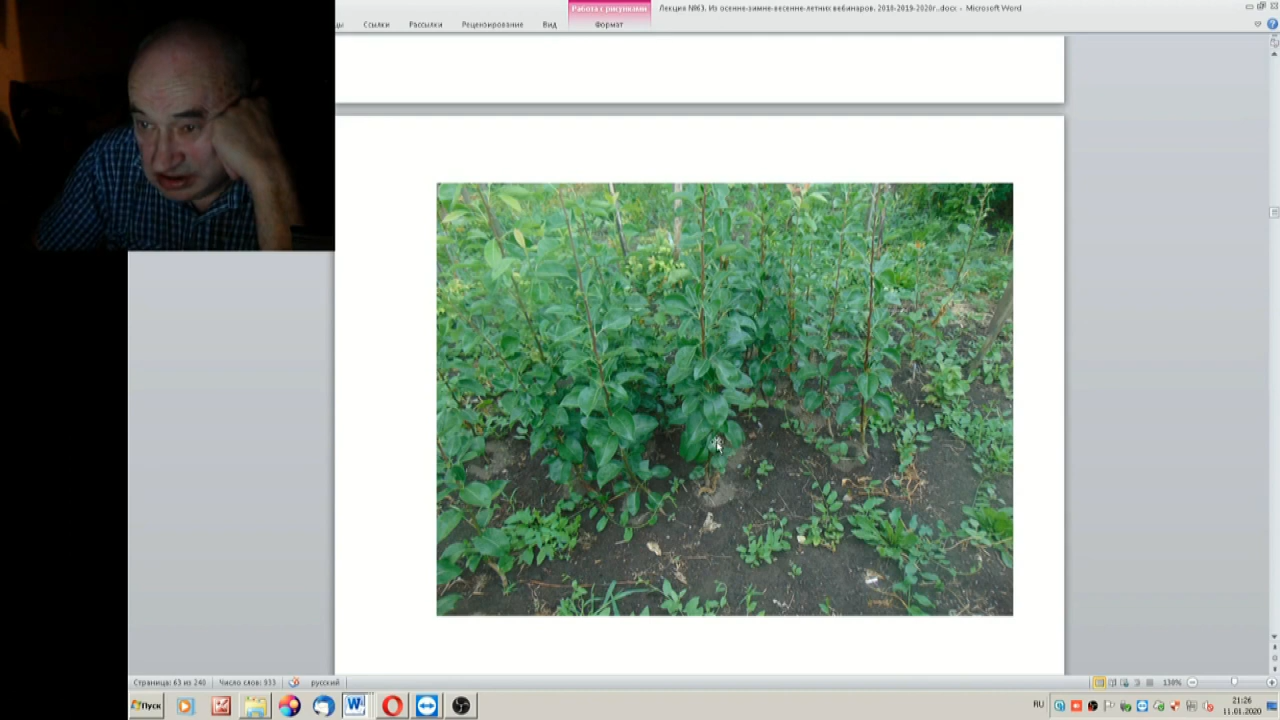 Работа с рисунками
Лекция №63. Из осенне-зимне-весенне-летних вебинаров. 2018-2019-2020г..docx - Microsoft Word
Ссылки Рассылки Рецензирование Вид Формат
Страница: 63 из 240 Число слов: 933 русский 130%
Пуск RU 21:26
11.01.2020